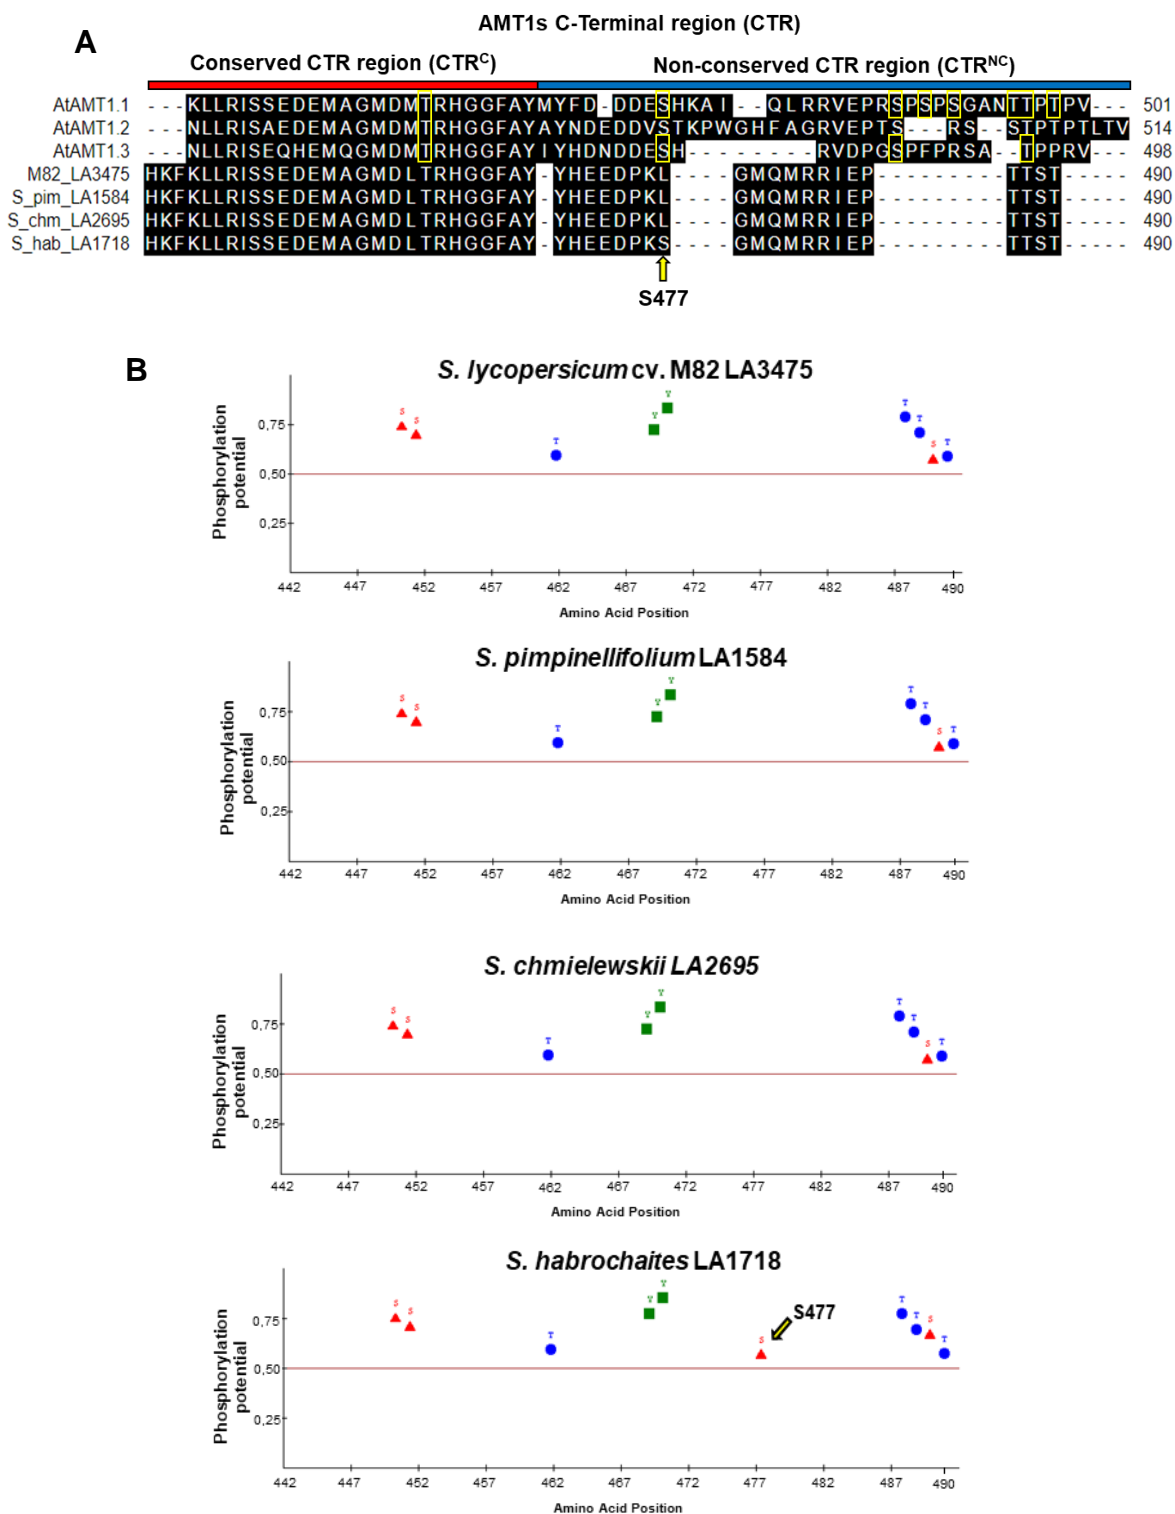 AMT1s C-Terminal region (CTR)
A
Conserved CTR region (CTRC) Non-conserved CTR region (CTRNC)
AtAMT1.1 - - - KLLRISSEDEMAGMDMTRHGGFAYMYFD - DDESHKAI - - QLRRVEPRSPSPSGANTTPTPV - - - 501
AtAMT1.2 - - - NLLRISAEDEMAGMDMTRHGGFAYAYNDEDDVSTKPWGHFAGRVEPTS - - - RS - - STPTPTLTV 514
AtAMT1.3 - - - NLLRISEQHEMQGMDMTRHGGFAYIYHDNDDESH - - - - - - - - - RVDPGSPFPRSA - - TPPRV - - - 498
M82_LA3475 HKFKLLRISSEDEMAGMDLTRHGGFAY - YHEEDPKL - - - - - GMQMRRIEP - - - - - - - - - TTST - - - - - 490
S_pim_LA1584 HKFKLLRISSEDEMAGMDLTRHGGFAY - YHEEDPKL - - - - - GMQMRRIEP - - - - - - - - - TTST - - - - - 490
S_chm_LA2695 HKFKLLRISSEDEMAGMDLTRHGGFAY - YHEEDPKL - - - - - GMQMRRIEP - - - - - - - - - TTST - - - - - 490
S_hab_LA1718 HKFKLLRISSEDEMAGMDLTRHGGFAY - YHEEDPKS - - - - - GMQMRRIEP - - - - - - - - - TTST - - - - - 490
S477
B
S. lycopersicum cv. M82 LA3475
Phosphorylation
potential
0,75
0,50
0,25
S S T Y Y T T S T
442 447 452 457 462 467 472 477 482 487 490
Amino Acid Position
S. pimpinellifolium LA1584
Phosphorylation
potential
0,75
0,50
0,25
S S T Y Y T T S T
442 447 452 457 462 467 472 477 482 487 490
Amino Acid Position
S. chmielewskii LA2695
Phosphorylation
potential
0,75
0,50
0,25
S S T Y Y T T S T
442 447 452 457 462 467 472 477 482 487 490
Amino Acid Position
S. habrochaites LA1718
Phosphorylation
potential
0,75
0,50
0,25
S477
S S T Y Y S T T S T
442 447 452 457 462 467 472 477 482 487 490
Amino Acid Position